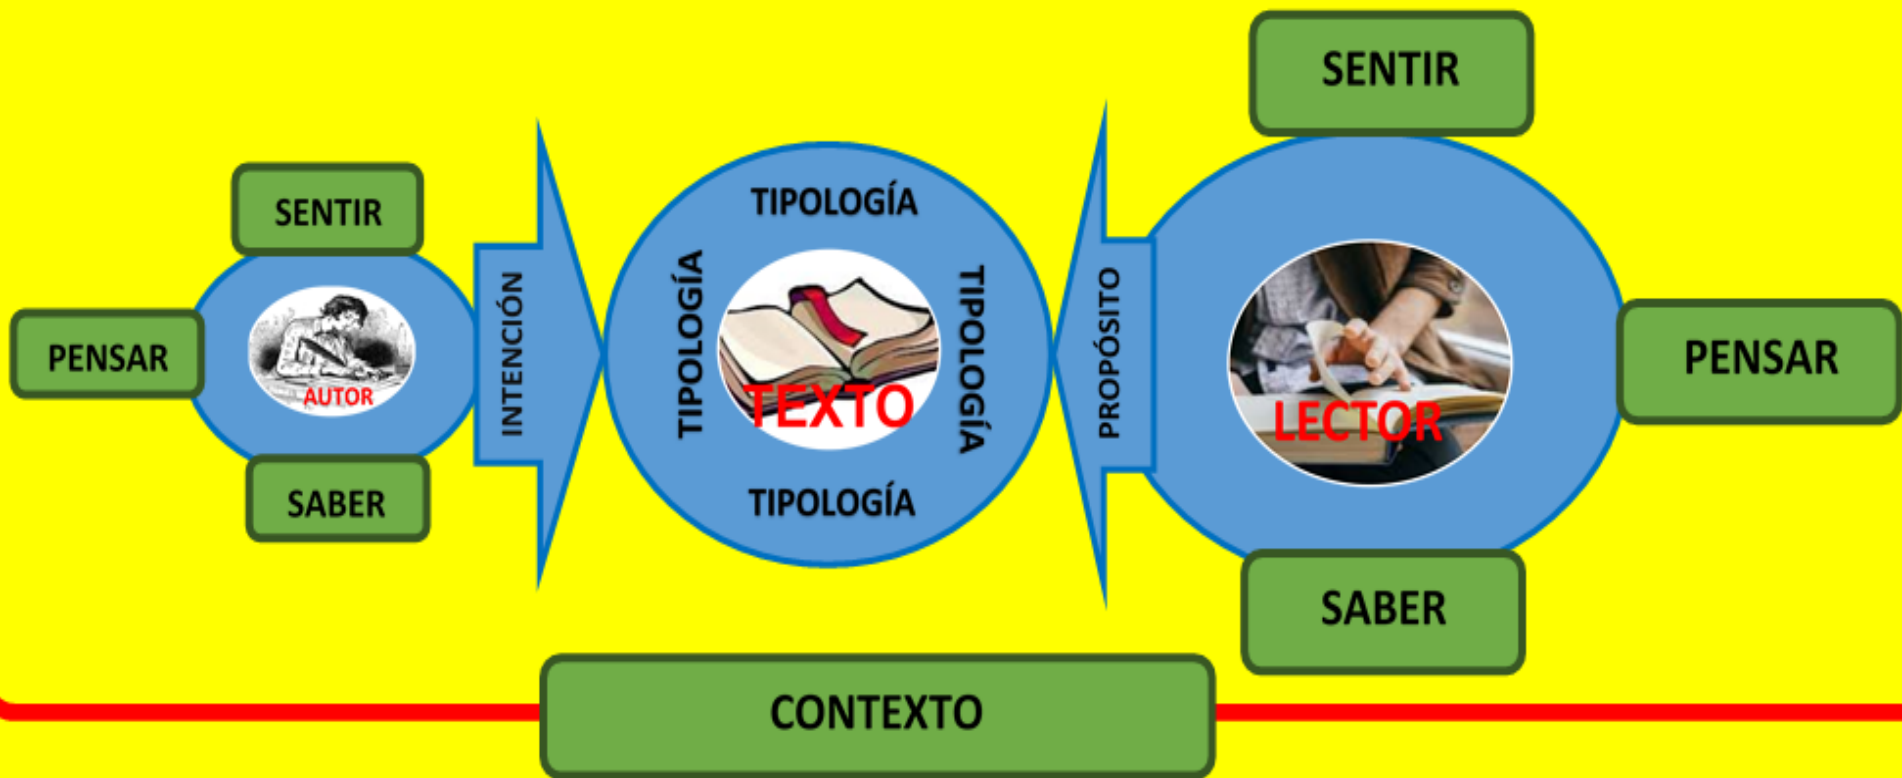 SENTIR
PENSAR
AUTOR
SABER
INTENCIÓN
TIPOLOGÍA
TIPOLOGÍA
TEXTO
TIPOLOGÍA
TIPOLOGÍA
PROPÓSITO
SENTIR
LECTOR
PENSAR
SABER
CONTEXTO